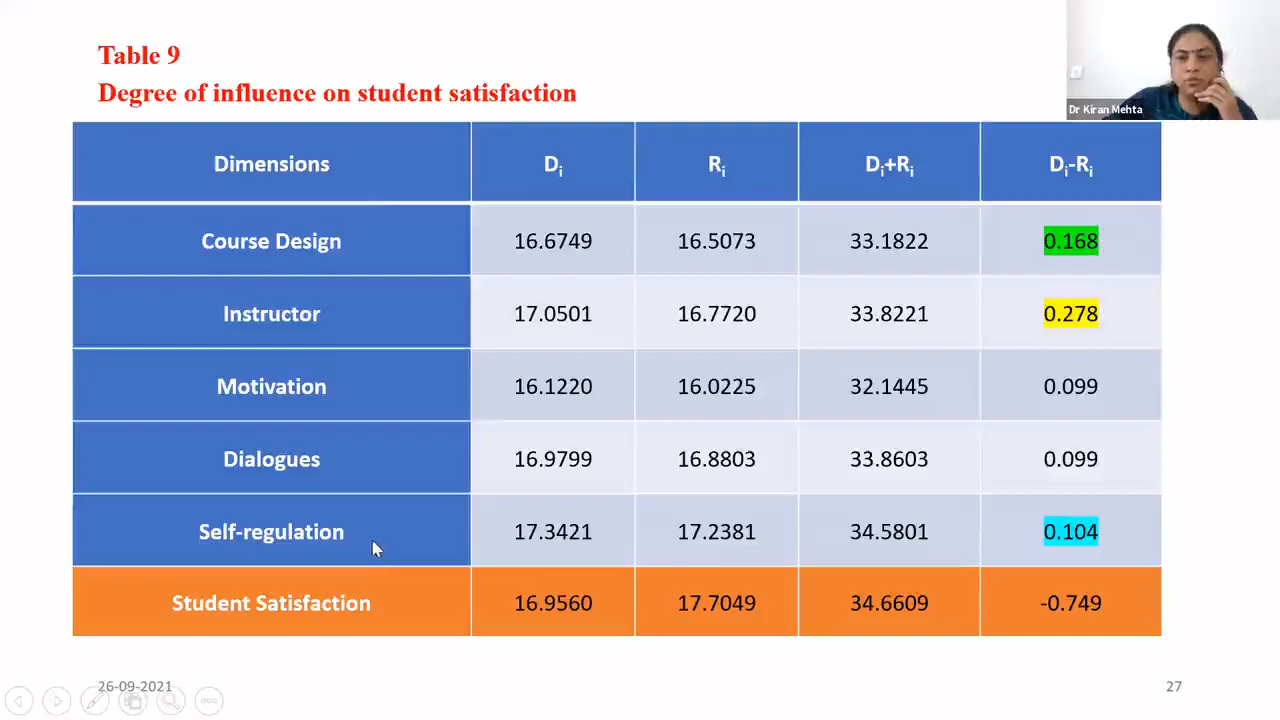 Table 9
Degree of influence on student satisfaction
Dr Kiran Mehta
Dimensions Di Ri Di+Ri Di-Ri
Course Design 16.6749 16.5073 33.1822 0.168
Instructor 17.0501 16.7720 33.8221 0.278
Motivation 16.1220 16.0225 32.1445 0.099
Dialogues 16.9799 16.8803 33.8603 0.099
Self-regulation 17.3421 17.2381 34.5801 0.104
Student Satisfaction 16.9560 17.7049 34.6609 -0.749
26-09-2021 27